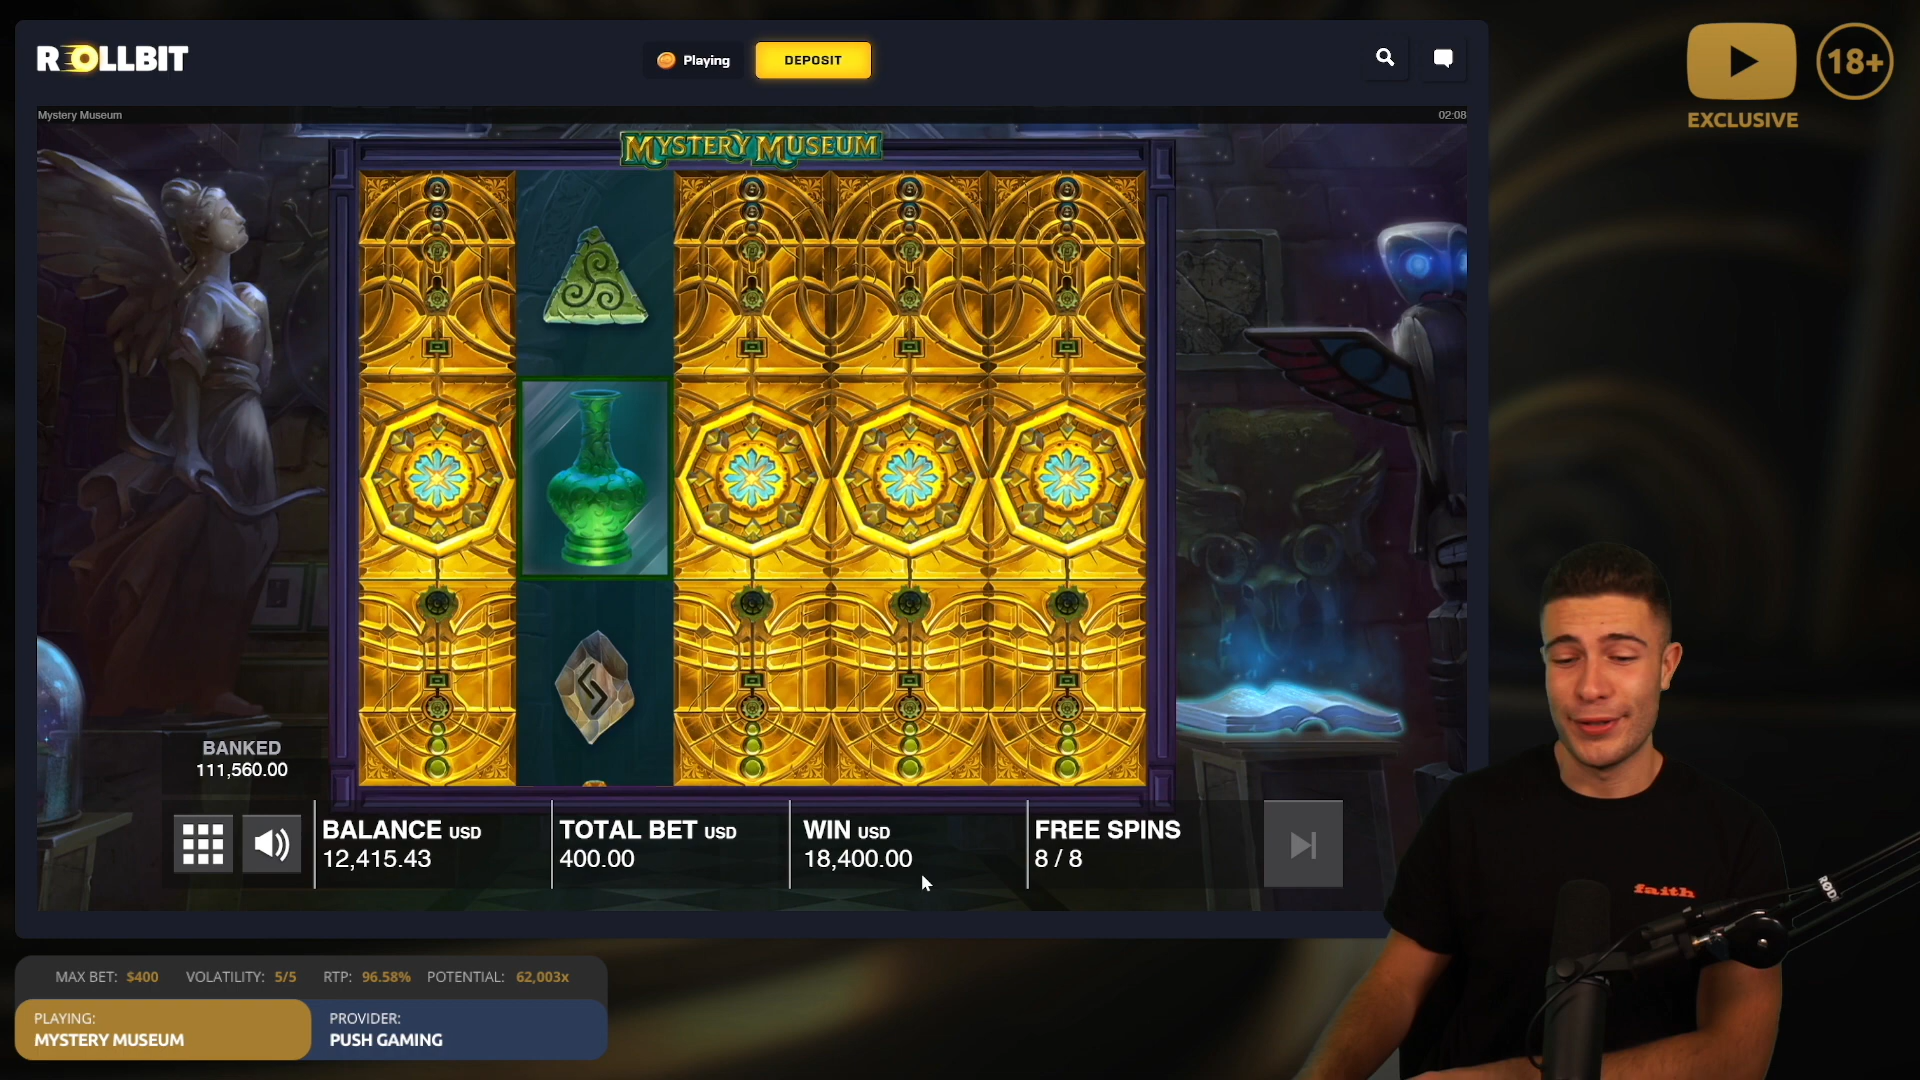 ROLLBIT
Playing
DEPOSIT
18+
EXCLUSIVE
Mystery Museum
02:08
MYSTERY MUSEUM
BANKED
111,560.00
BALANCE USD
12,415.43
TOTAL BET USD
400.00
WIN USD
18,400.00
FREE SPINS
8 / 8
faith
RØDE
MAX BET: $400 VOLATILITY: 5/5 RTP: 96.58% POTENTIAL: 62,003x
PLAYING:
MYSTERY MUSEUM
PROVIDER:
PUSH GAMING